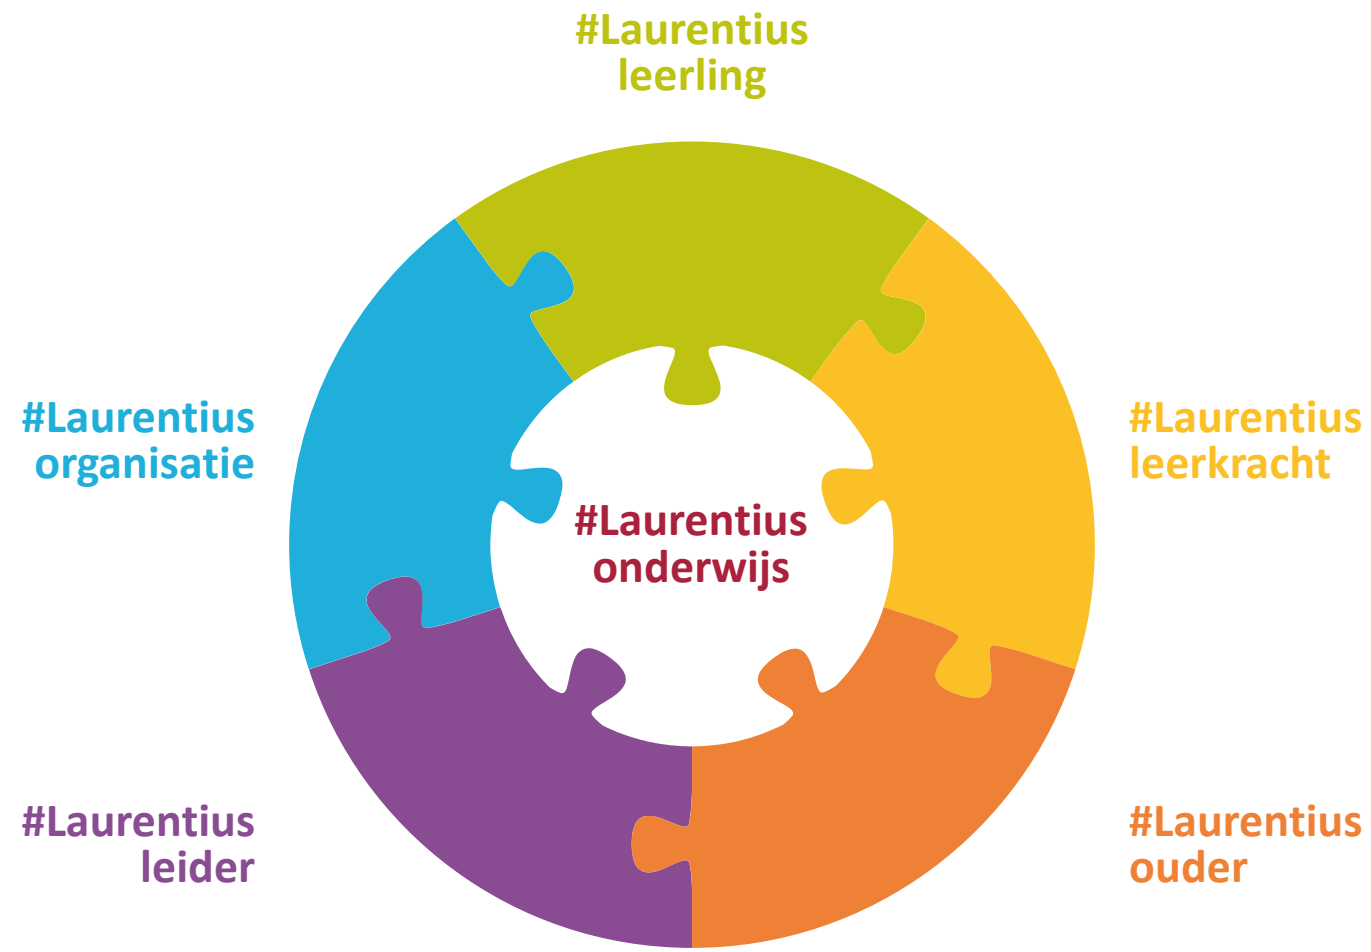 #Laurentius
leerling
#Laurentius
organisatie
#Laurentius
leerkracht
#Laurentius
onderwijs
#Laurentius
leider
#Laurentius
ouder